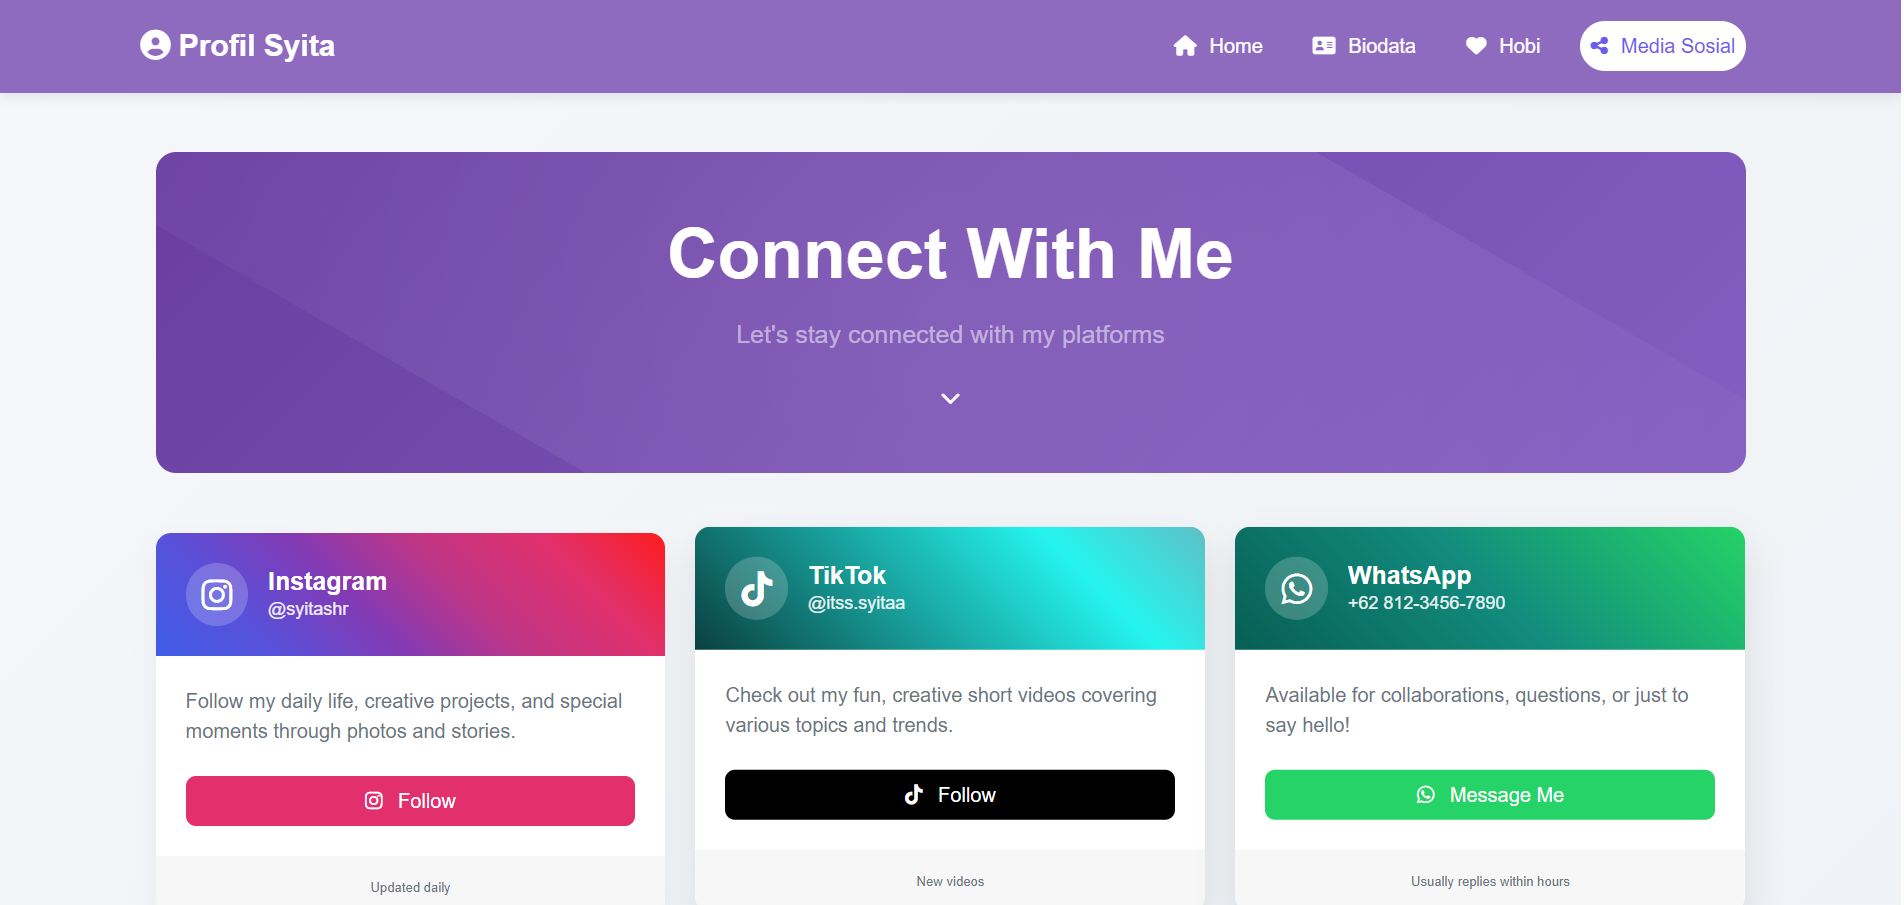 Profil Syita
Home
Biodata
Hobi
Media Sosial
Connect With Me
Let's stay connected with my platforms
Instagram
@syitashr
Follow my daily life, creative projects, and special
moments through photos and stories.
Follow
Updated daily
TikTok
@itss.syitaa
Check out my fun, creative short videos covering
various topics and trends.
Follow
New videos
WhatsApp
+62 812-3456-7890
Available for collaborations, questions, or just to
say hello!
Message Me
Usually replies within hours